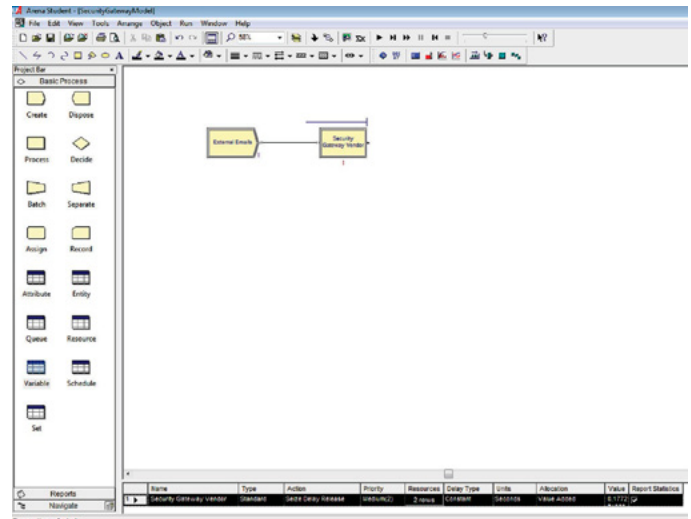 Arena Student - [SecurityGatewayModel]
File Edit View Tools Arrange Object Run Window Help
58%
Project Bar
Basic Process
Create Dispose
Process Decide
Batch Separate
Assign Record
Attribute Entity
Queue Resource
Variable Schedule
Set
Reports
Navigate
External Emails
Security
Gateway Vendor
Name Type Action Priority Resources Delay Type Units Allocation Value Report Statistics
1 Security Gateway Vendor Standard Seize Delay Release Medium(2) 2 rows Constant Seconds Value Added